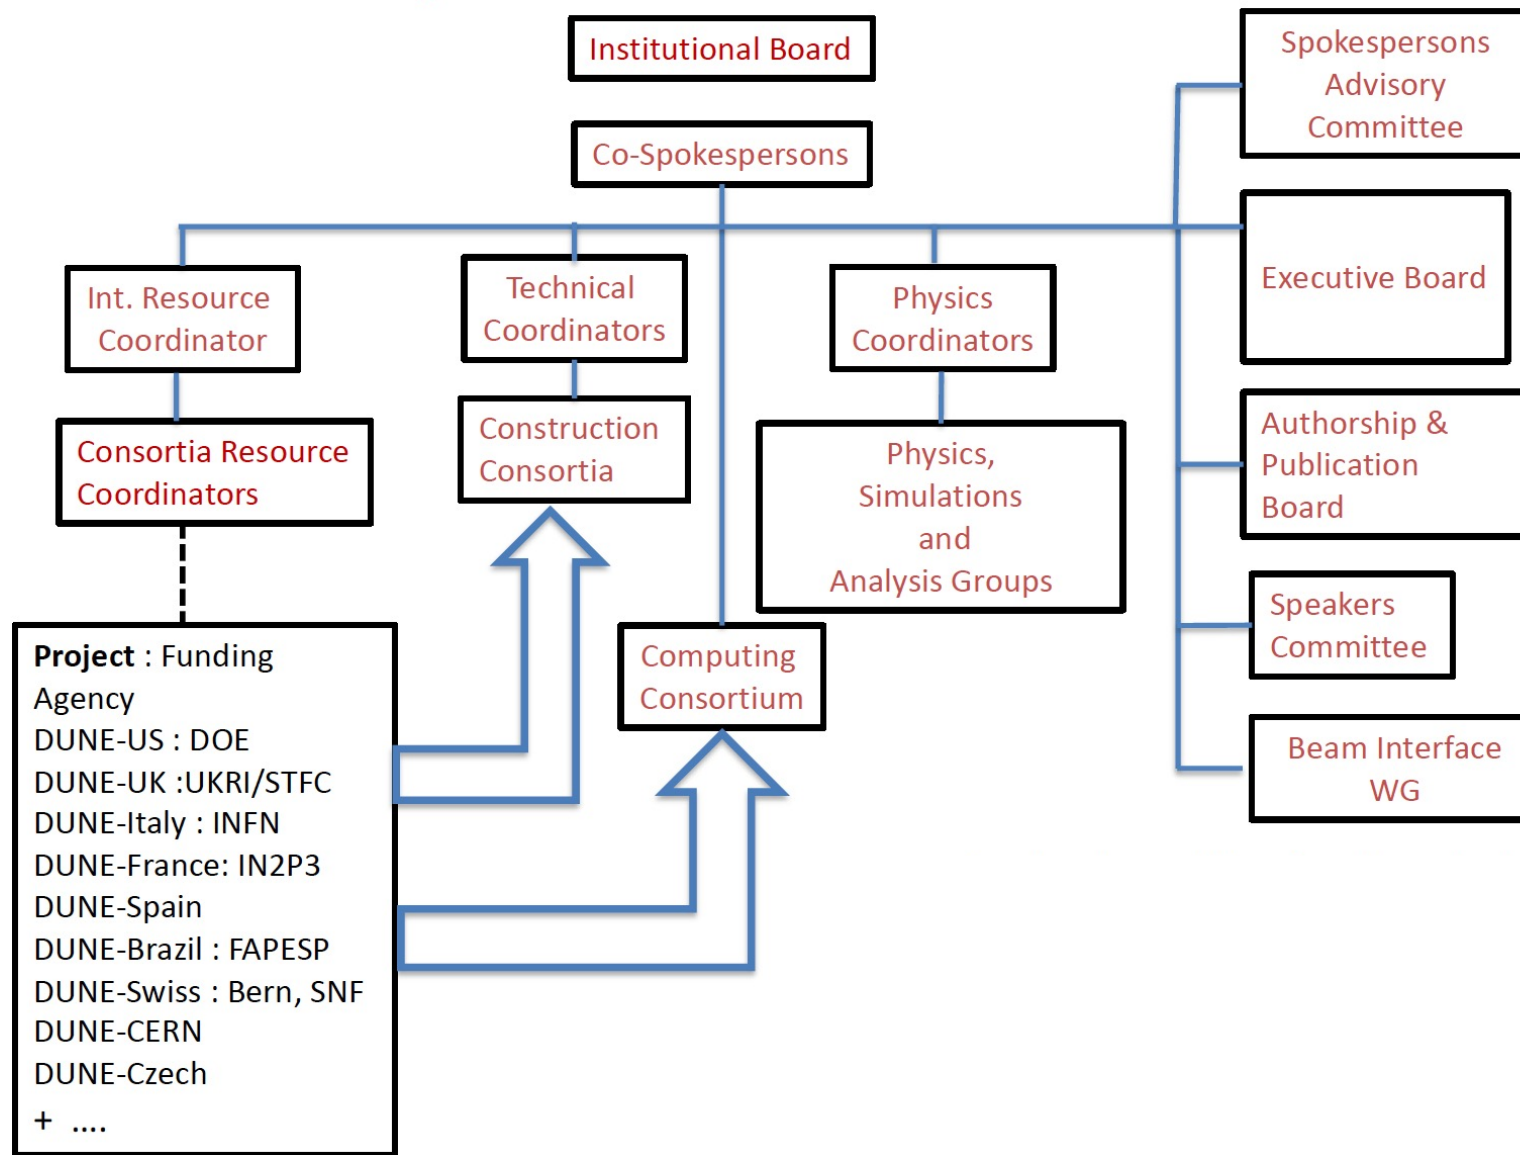 Institutional Board
Co-Spokespersons
Spokespersons
Advisory
Committee
Int. Resource
Coordinator
Technical
Coordinators
Physics
Coordinators
Executive Board
Consortia Resource
Coordinators
Construction
Consortia
Physics,
Simulations
and
Analysis Groups
Authorship &
Publication
Board
Speakers
Committee
Computing
Consortium
Beam Interface
WG
Project : Funding
Agency
DUNE-US : DOE
DUNE-UK :UKRI/STFC
DUNE-Italy : INFN
DUNE-France: IN2P3
DUNE-Spain
DUNE-Brazil : FAPESP
DUNE-Swiss : Bern, SNF
DUNE-CERN
DUNE-Czech
+ ....